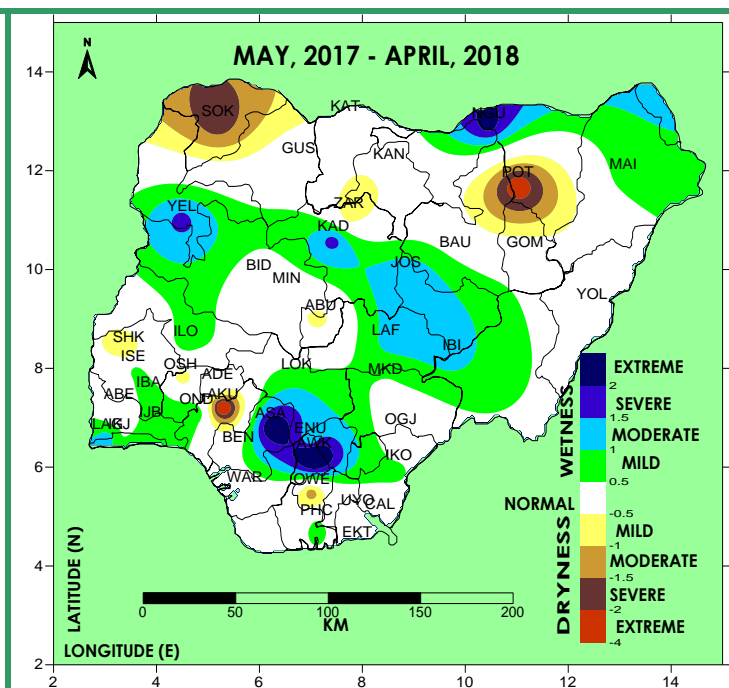 N
MAY, 2017 - APRIL, 2018
14
12
10
8
6
4
2
2
4
6
8
10
12
14
LATITUDE (N)
LONGITUDE (E)
SOK
KAT
NGU
GUS
KAN
POT
MAI
ZAR
YEL
KAD
BAU
GOM
BID
MIN
JOS
YOL
ABU
ILO
LAF
IBI
SHK
ISE
OSH
ADE
LOK
MKD
IBA
ABE
OND
AKU
ASA
ENU
OGJ
IJB
IKJ
BEN
AWK
IKO
WAR
OWE
PHC
UYO
CAL
EKT
0
50
100
150
200
KM
WETNESS
EXTREME
2
SEVERE
1.5
MODERATE
1
MILD
0.5
NORMAL
-0.5
DRYNESS
MILD
-1
MODERATE
-1.5
SEVERE
-2
EXTREME
-4